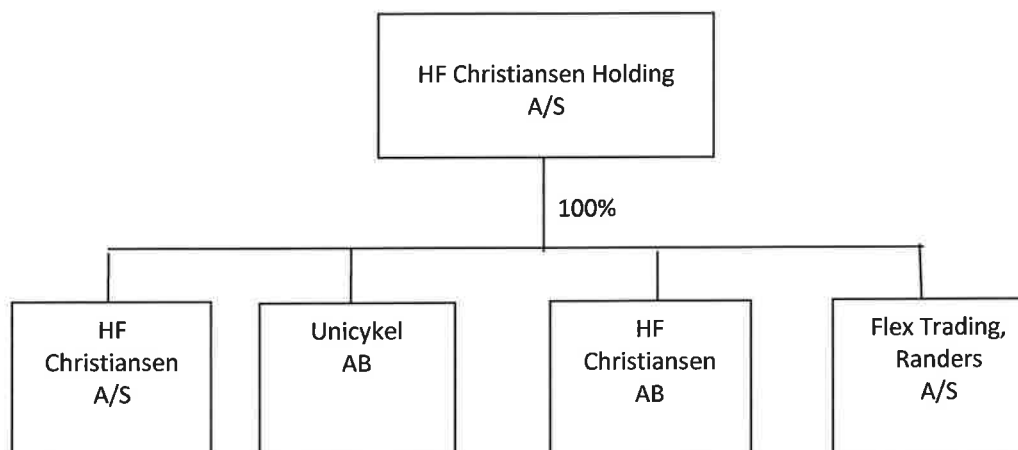 HF Christiansen Holding
A/S
100%
HF
Christiansen
A/S
Unicykel
AB
HF
Christiansen
AB
Flex Trading,
Randers
A/S